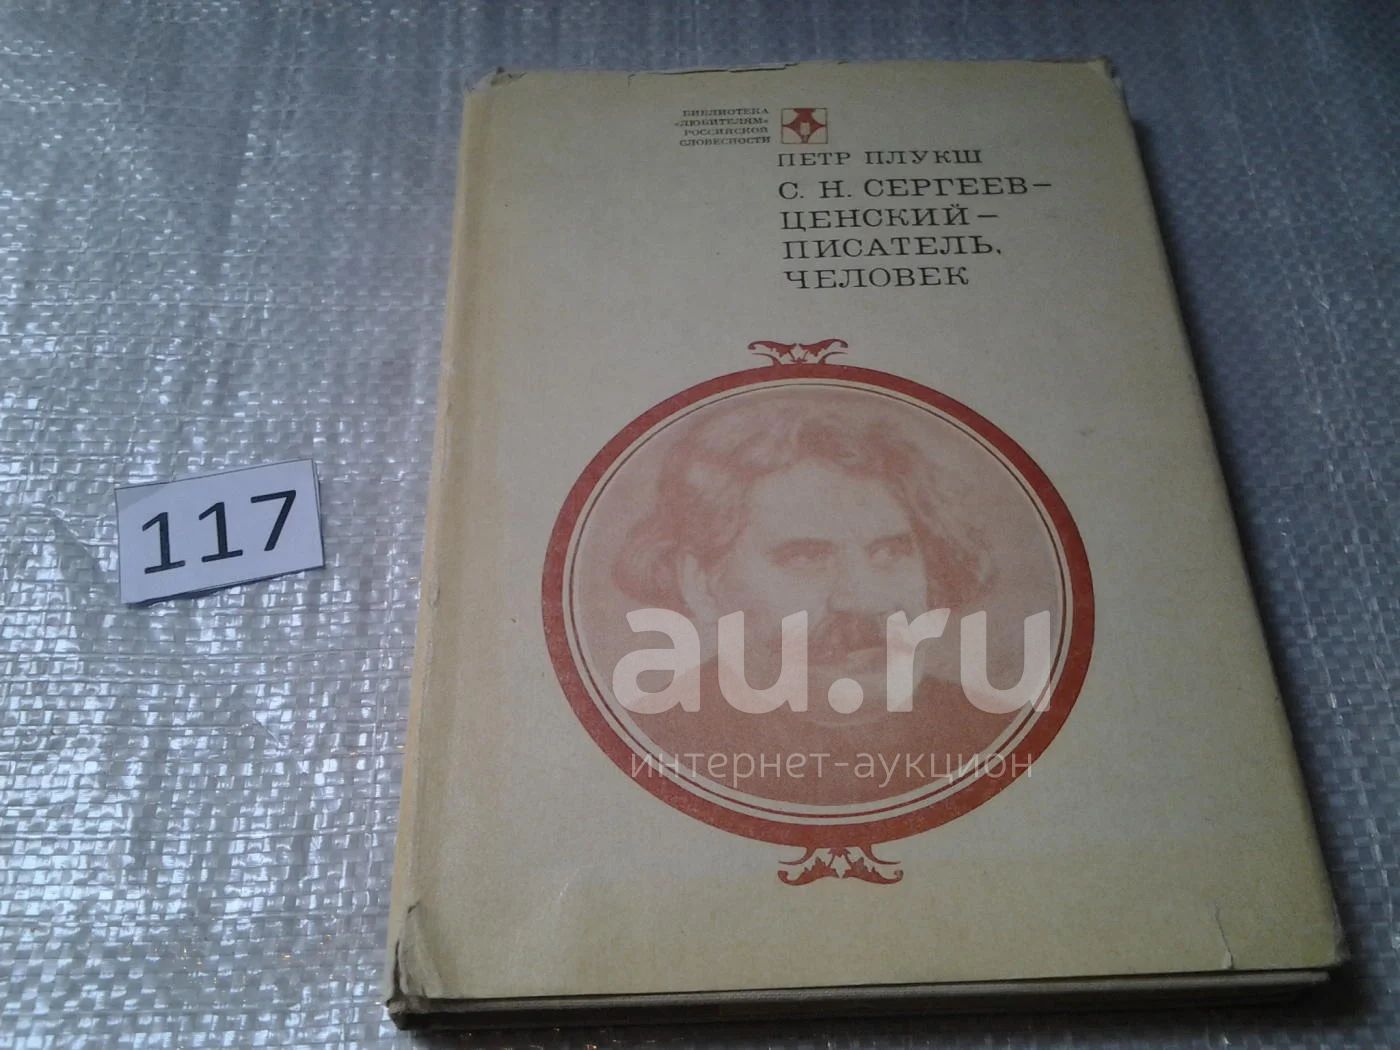 БИБЛИОТЕКА
«ЛЮБИТЕЛЯМ
РОССИЙСКОЙ
СЛОВЕСНОСТИ»
ПЕТР ПЛУКШ
С. Н. СЕРГЕЕВ–
ЦЕНСКИЙ –
ПИСАТЕЛЬ,
ЧЕЛОВЕК
117
au.ru
интернет-аукцион